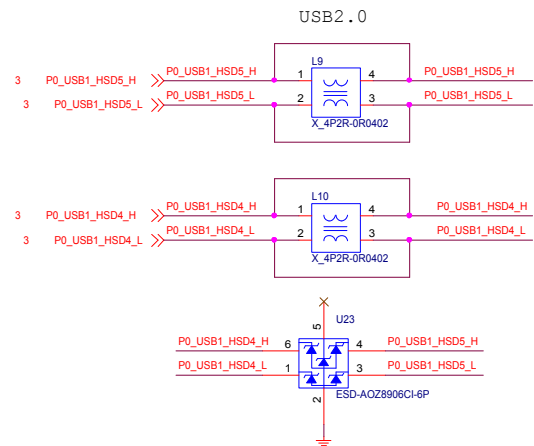 USB2.0
L9
3 P0_USB1_HSD5_H P0_USB1_HSD5_H 1 4 P0_USB1_HSD5_H
3 P0_USB1_HSD5_L P0_USB1_HSD5_L 2 3 P0_USB1_HSD5_L
X_4P2R-0R0402
L10
3 P0_USB1_HSD4_H P0_USB1_HSD4_H 1 4 P0_USB1_HSD4_H
3 P0_USB1_HSD4_L P0_USB1_HSD4_L 2 3 P0_USB1_HSD4_L
X_4P2R-0R0402
5 U23
P0_USB1_HSD4_H 6 4 P0_USB1_HSD5_H
P0_USB1_HSD4_L 1 3 P0_USB1_HSD5_L
2 ESD-AOZ8906CI-6P